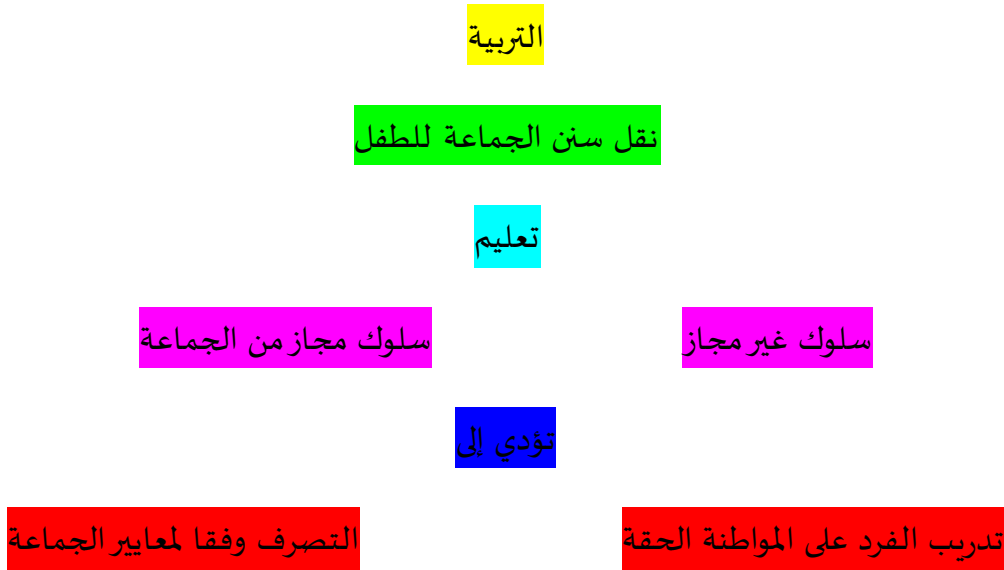 التربية
نقل سنن الجماعة للطفل
تعليم
سلوك غير مجاز
سلوك مجاز من الجماعة
تؤدي إلى
تدريب الفرد على المواطنة الحقة
التصرف وفقا لمعايير الجماعة